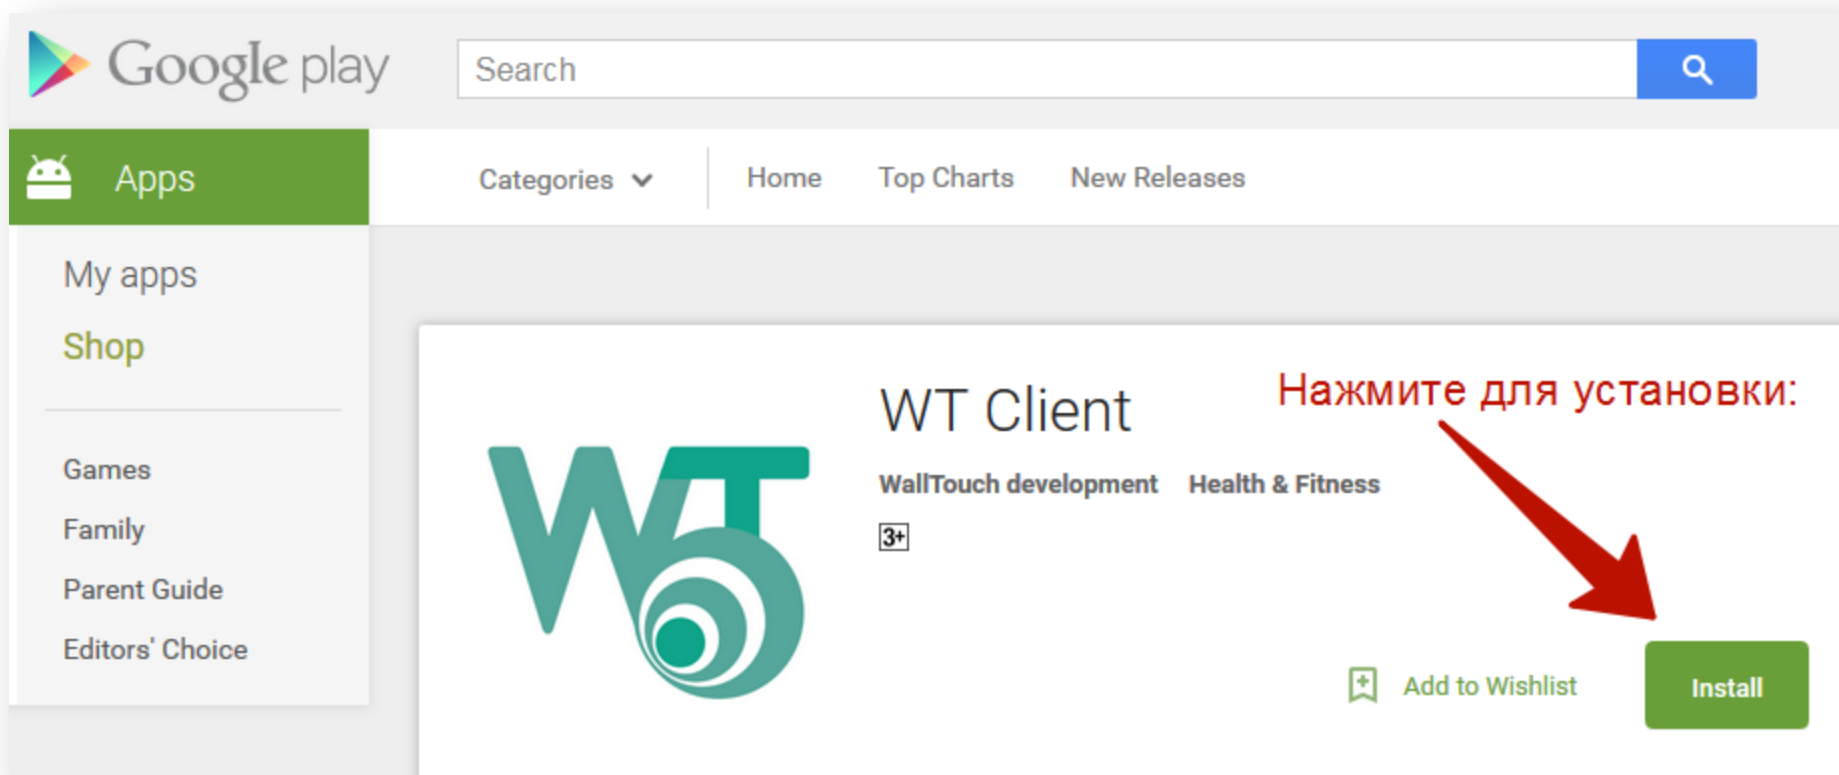 Google play
Search
Apps
Categories
Home
Top Charts
New Releases
My apps
Shop
Games
Family
Parent Guide
Editors' Choice
WT Client
Нажмите для установки:
WallTouch development
Health & Fitness
3+
WT
Add to Wishlist
Install